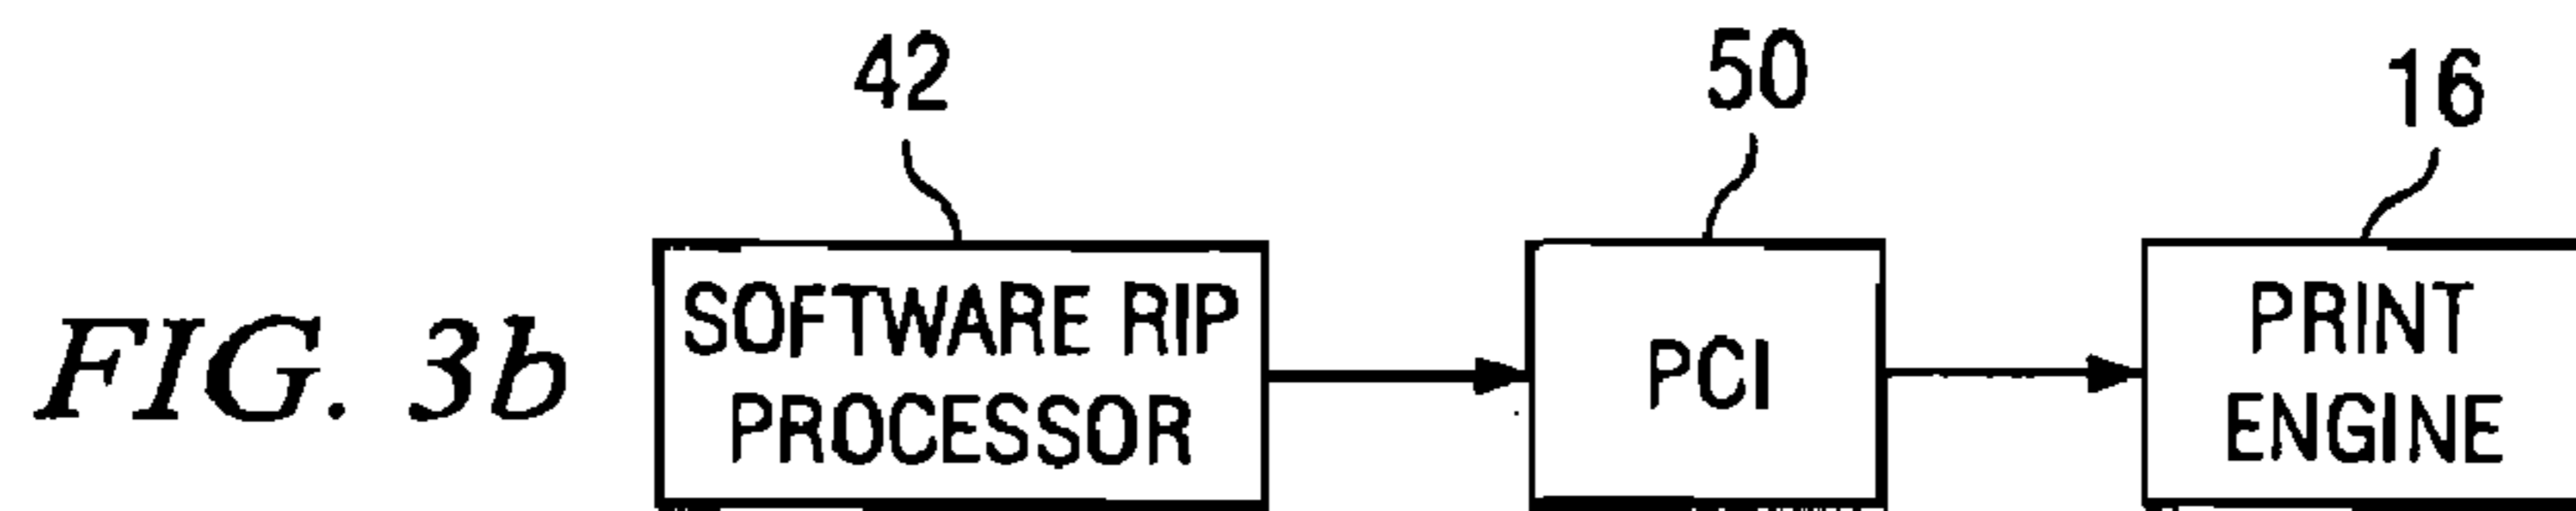 42
50
16
FIG. 3b
SOFTWARE RIP
PROCESSOR
PCI
PRINT
ENGINE